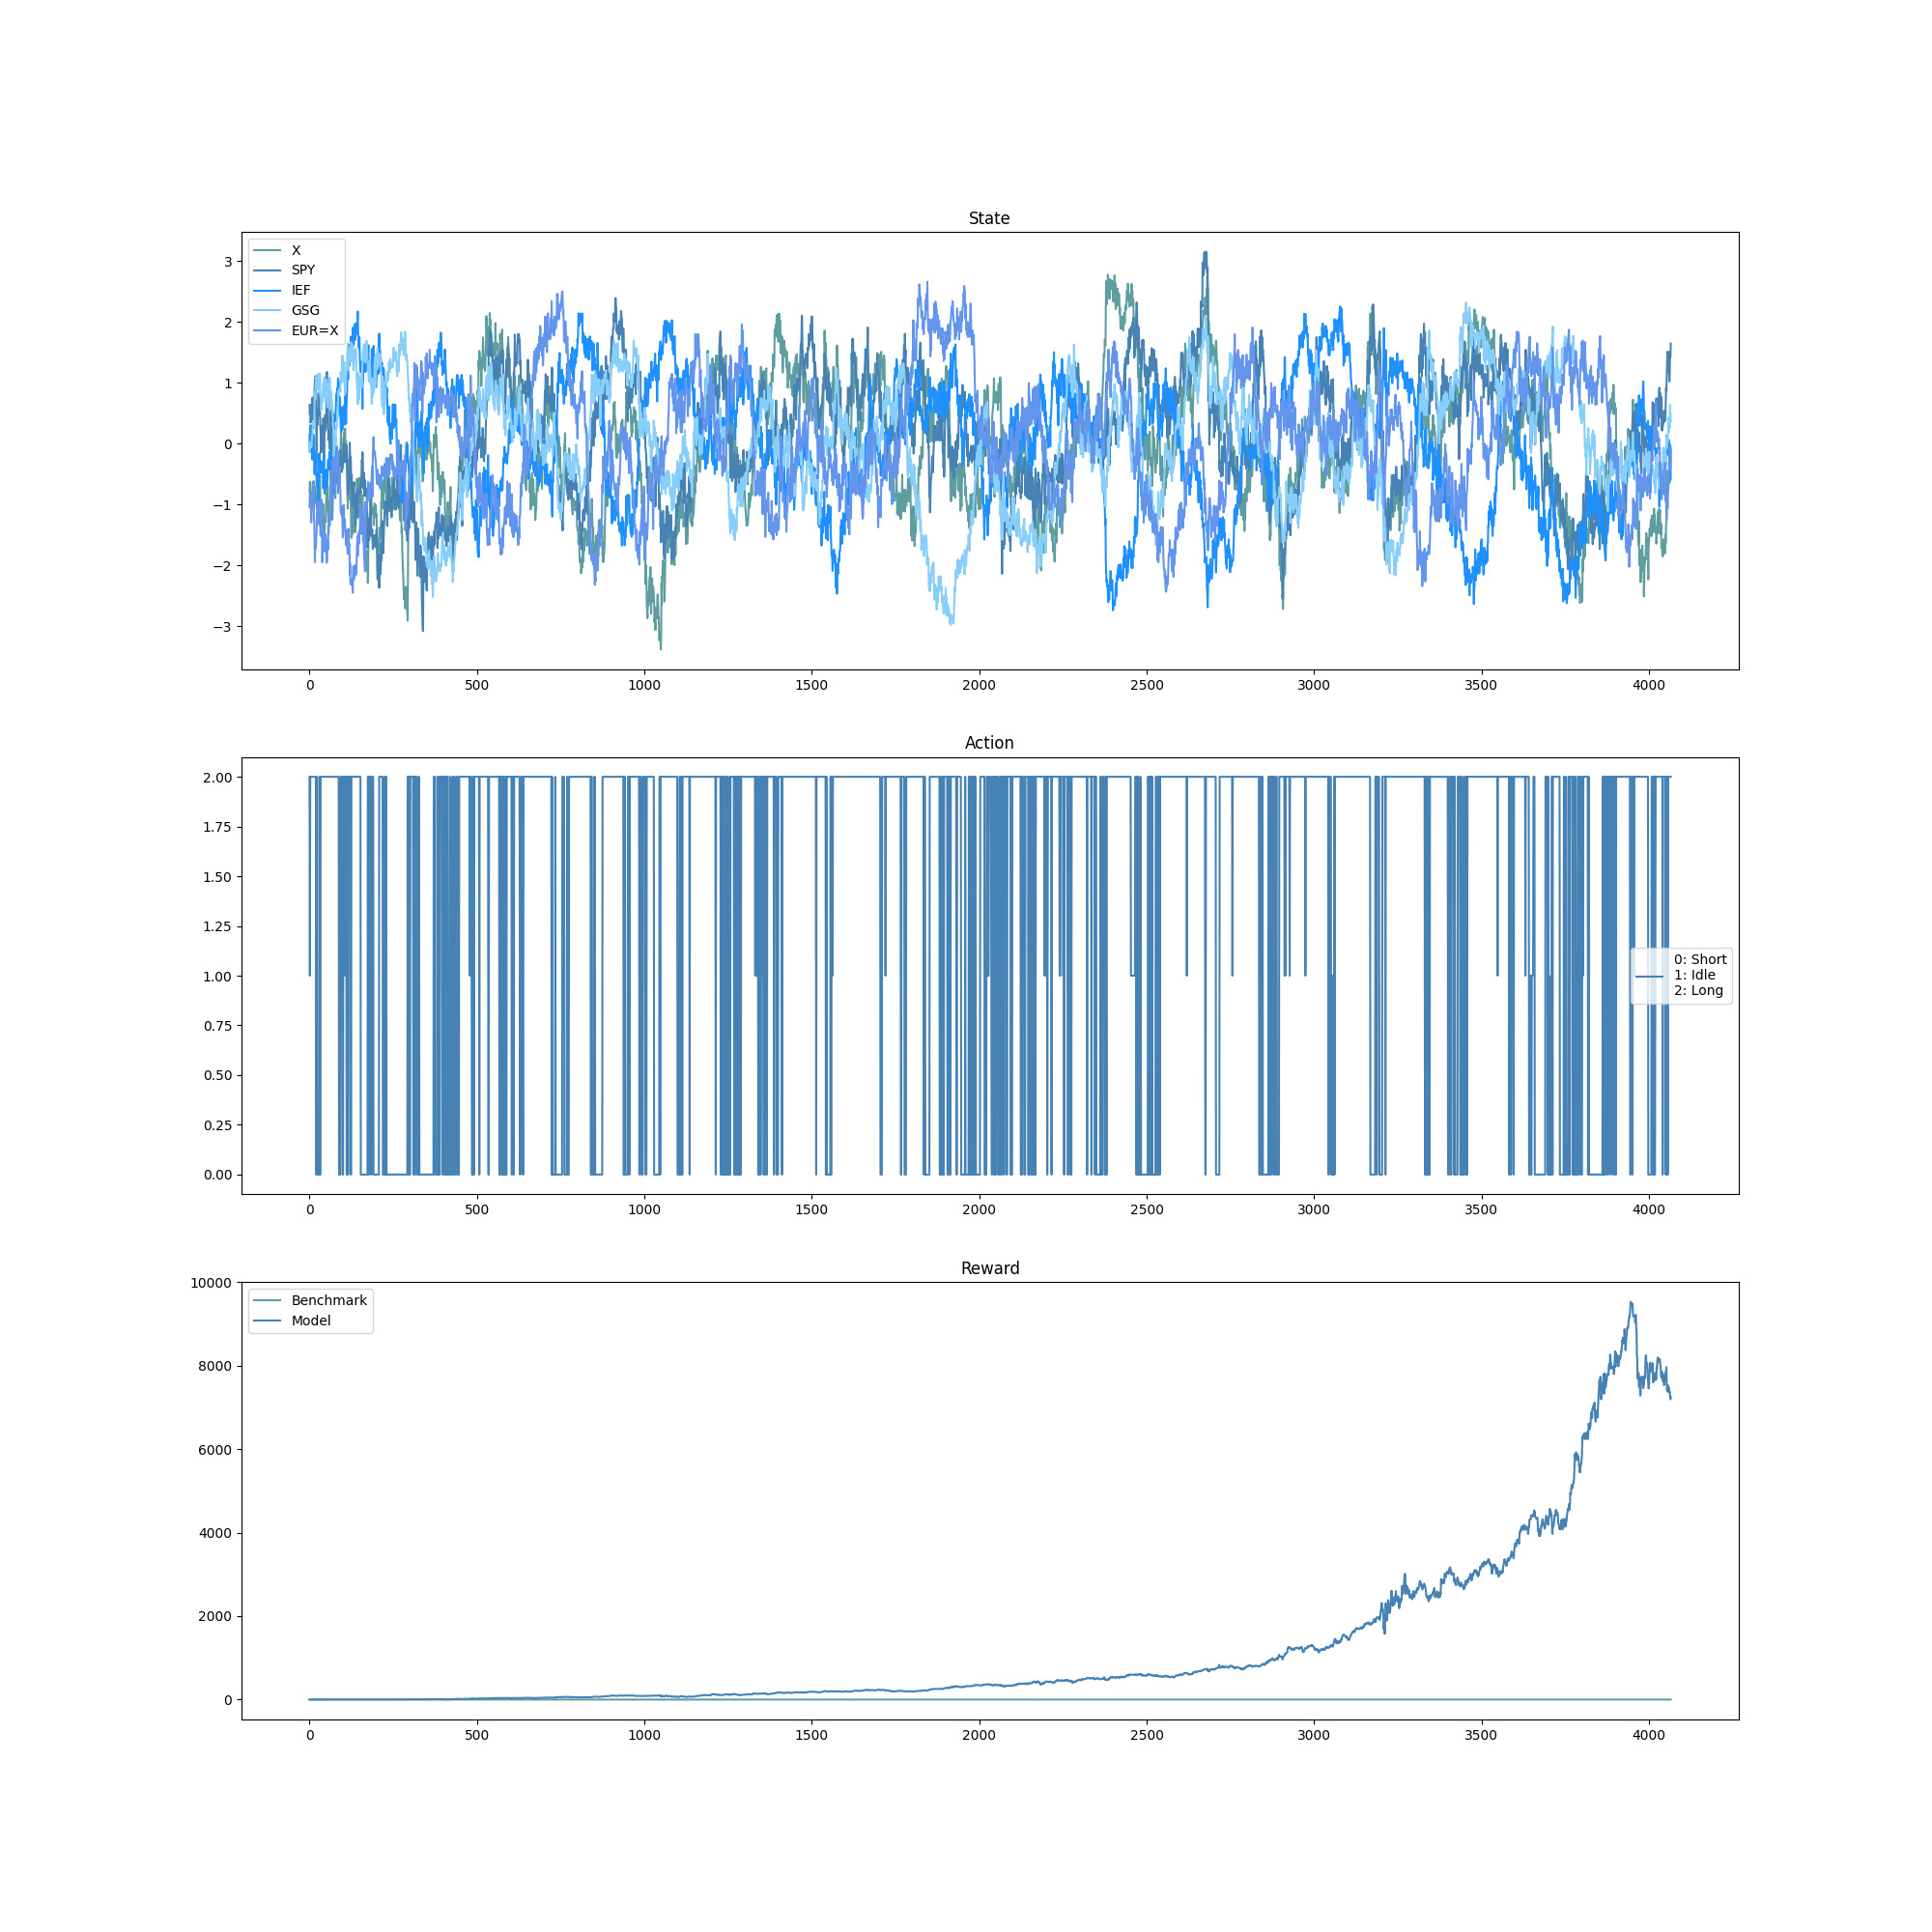 State
X
SPY
IEF
GSG
EUR=X
3
2
1
0
−1
−2
−3
0 500 1000 1500 2000 2500 3000 3500 4000
Action
2.00
1.75
1.50
1.25
1.00
0.75
0.50
0.25
0.00
0: Short
1: Idle
2: Long
0 500 1000 1500 2000 2500 3000 3500 4000
Reward
Benchmark
Model
10000
8000
6000
4000
2000
0
0 500 1000 1500 2000 2500 3000 3500 4000